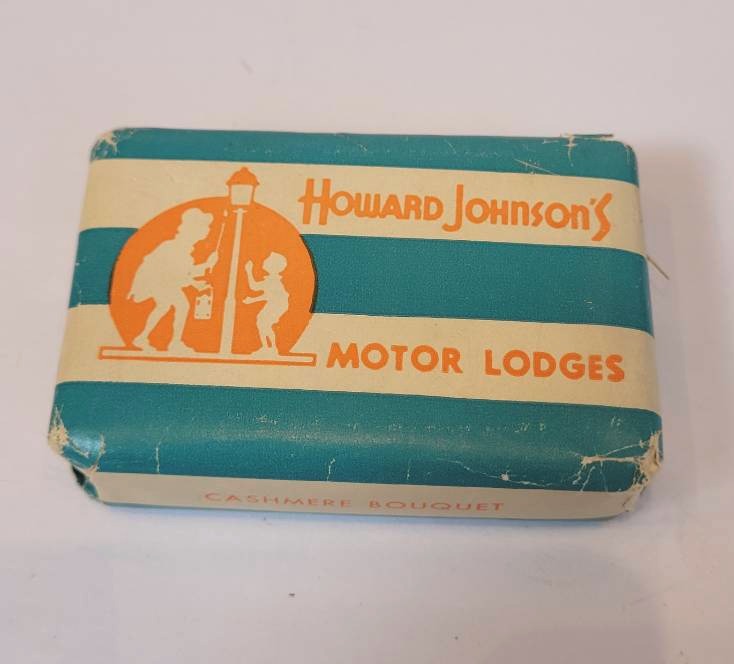 Howard Johnson's
MOTOR LODGES
CASHMERE BOUQUET